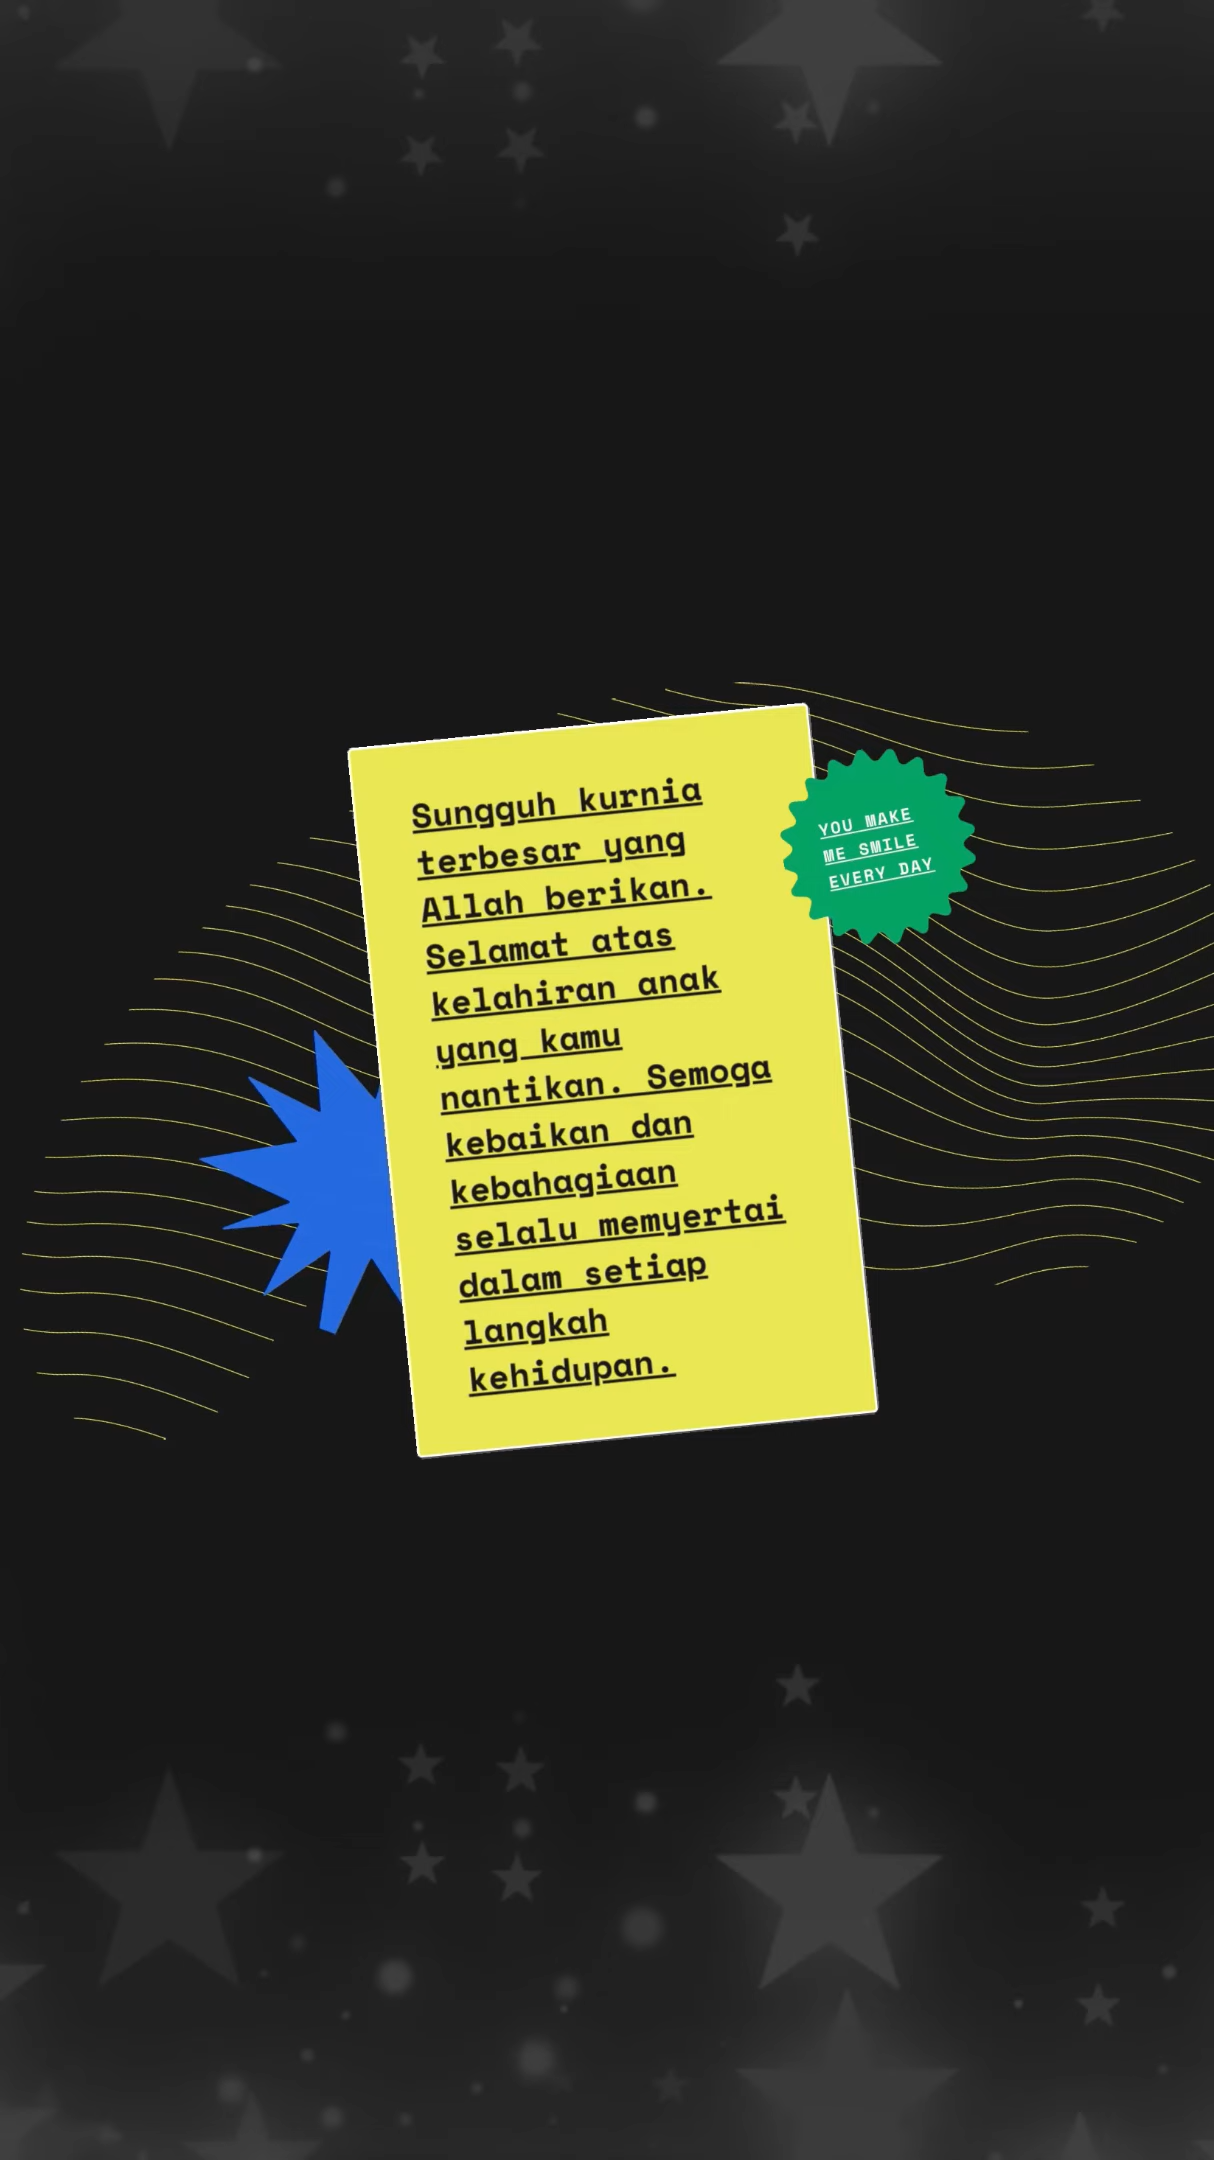 Sungguh kurnia
terbesar yang
Allah berikan.
Selamat atas
kelahiran anak
yang kamu
nantikan. Semoga
kebaikan dan
kebahagiaan
selalu memyertai
dalam setiap
langkah
kehidupan.
YOU MAKE
ME SMILE
EVERY DAY